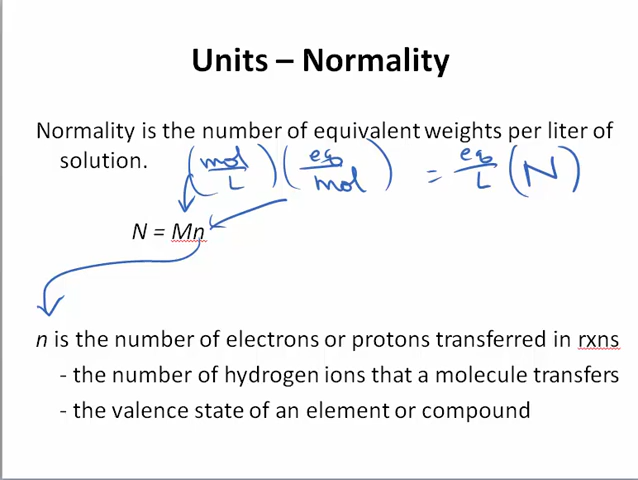 Units – Normality
Normality is the number of equivalent weights per liter of
solution. (mol/L) (eq/mol) = eq/L (N)
N = Mn
n is the number of electrons or protons transferred in rxns
- the number of hydrogen ions that a molecule transfers
- the valence state of an element or compound